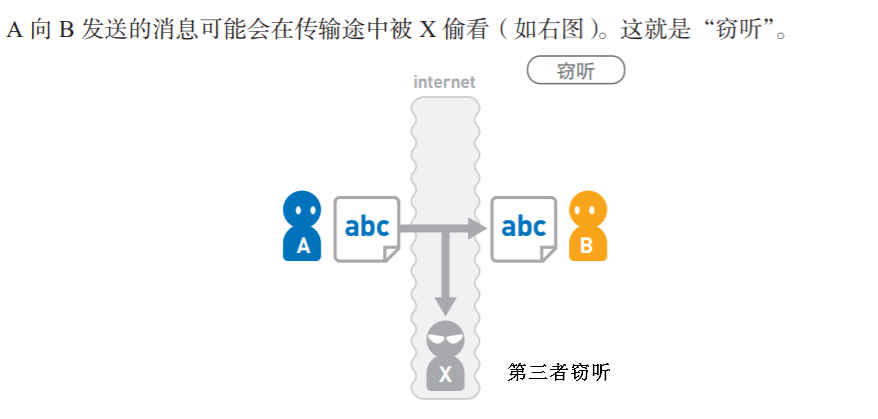 A 向 B 发送的消息可能会在传输途中被 X 偷看（如右图）。这就是“窃听”。
窃听
internet
abc
abc
A
B
X
第三者窃听